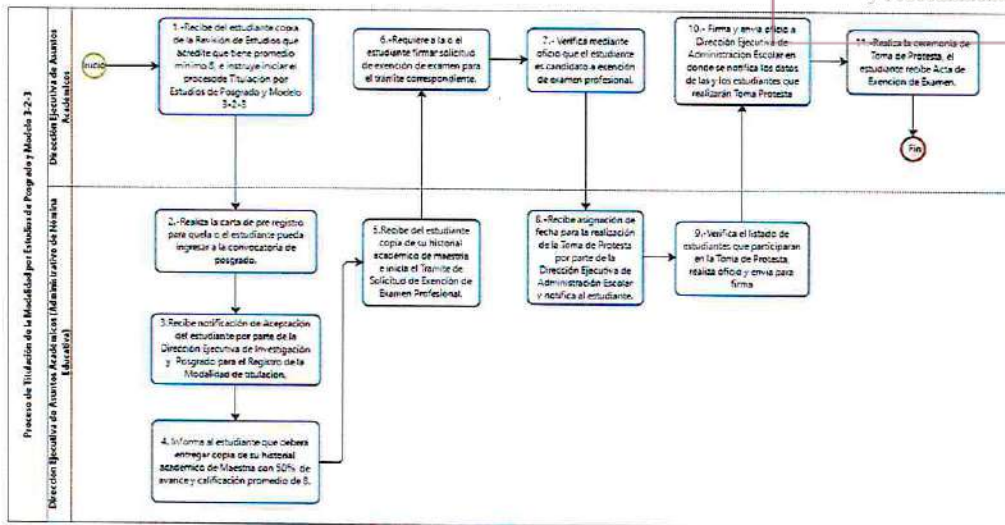 Proceso de Titulación de la Modalidad por Estudios de Posgrado y Modelo 3-2-3
Dirección Ejecutiva de Asuntos
Académicos
Inicio
1.-Recibe del estudiante copia
de la Revisión de Estudios que
acredite que tiene promedio
mínimo 8, e instruye iniciar el
proceso de Titulación por
Estudios de Posgrado y Modelo
3-2-3
6.-Requiere a la o el
estudiante firmar solicitud
de exención de examen para
el trámite correspondiente.
7.- Verifica mediante
oficio que el estudiante
es candidato a exención
de examen profesional.
10.- Firma y envía oficio a
Dirección Ejecutiva de
Administración Escolar en
donde se notifica los datos
de las y los estudiantes que
realizarán Toma Protesta
11.-Realiza la ceremonia de
Toma de Protesta, el
estudiante recibe Acta de
Exención de Examen.
Fin
Dirección Ejecutiva de Asuntos Académicos (Administrativo de Nómina
Educativa)
2.-Realiza la carta de pre registro
para que la o el estudiante pueda
ingresar a la convocatoria de
posgrado.
3.Recibe notificación de Aceptación
del estudiante por parte de la
Dirección Ejecutiva de Investigación
y Posgrado para el Registro de la
Modalidad de titulación.
4. Informa al estudiante que deberá
entregar copia de su historial
académico de Maestría con 50% de
avance y calificación promedio de 8.
5.Recibe del estudiante
copia de su historial
académico de maestría
e inicia el Tramite de
Solicitud de Exención de
Examen Profesional.
8.-Recibe asignación de
fecha para la realización
de la Toma de Protesta
por parte de la
Dirección Ejecutiva de
Administración Escolar
y notifica al estudiante.
9.-Verifica el listado de
estudiantes que participaran
en la Toma de Protesta,
realiza oficio y envia para
firma